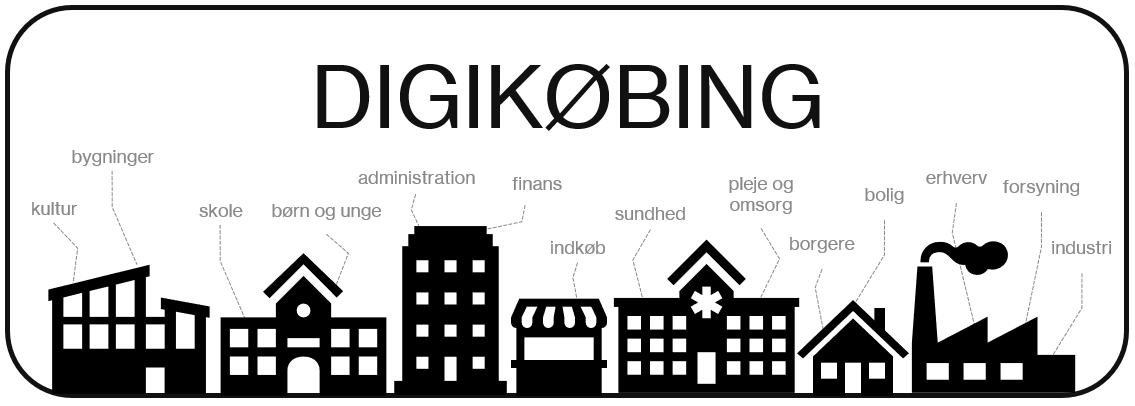 DIGIKØBING
bygninger
kultur
skole
børn og unge
administration
finans
indkøb
sundhed
pleje og
omsorg
borgere
bolig
erhverv
forsyning
industri